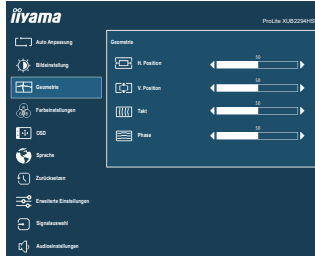 iiyama
ProLite XUB2294HS
Auto Anpassung
Bildeinstellung
Geometrie
Farbeinstellungen
OSD
Sprache
Zurücksetzen
Erweiterte Einstellungen
Signalauswahl
Audioeinstellungen
Geometrie
H. Position
50
V. Position
50
Takt
50
Phase
50